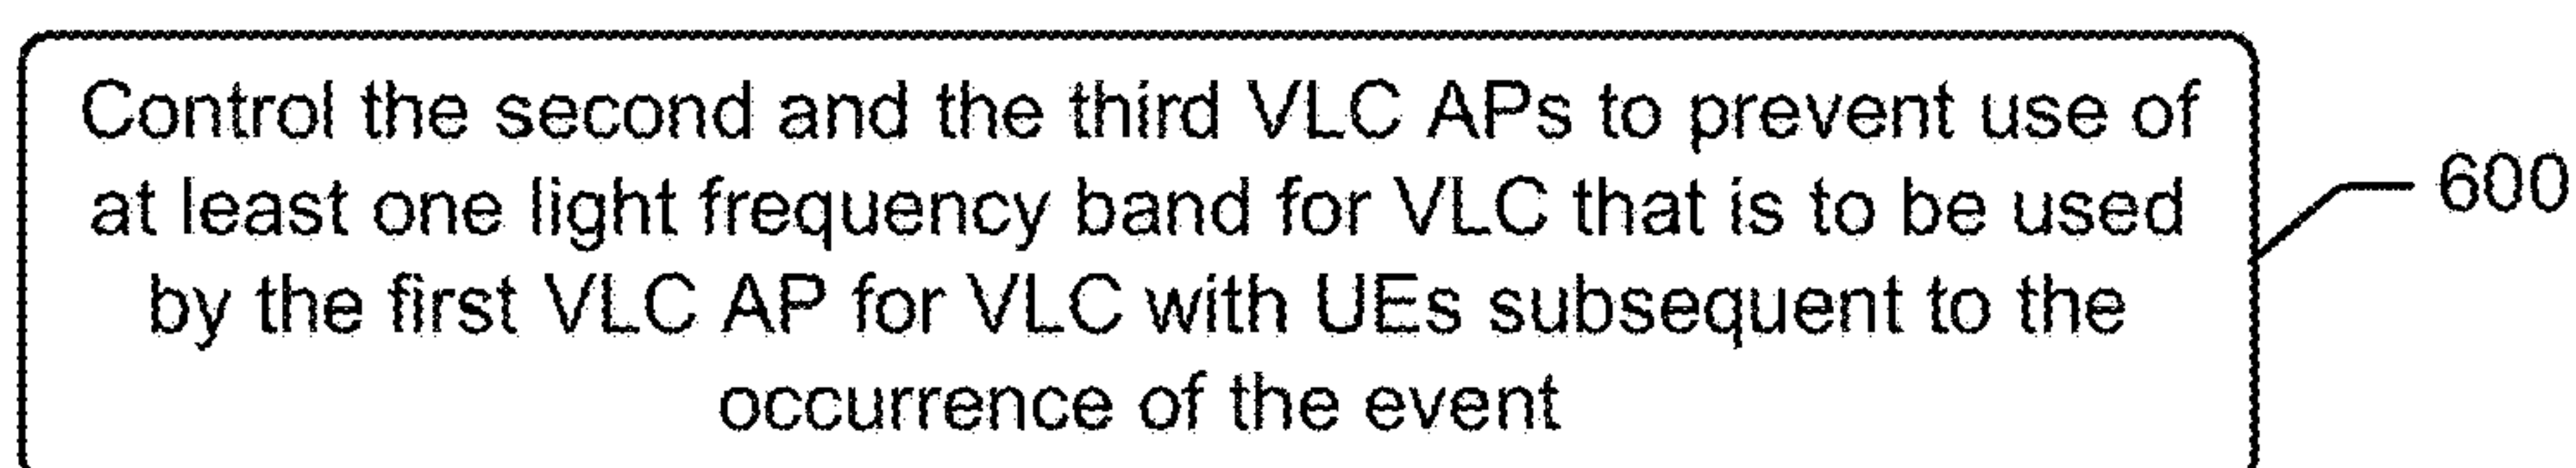 Control the second and the third VLC APs to prevent use of
at least one light frequency band for VLC that is to be used
by the first VLC AP for VLC with UEs subsequent to the
occurrence of the event
600